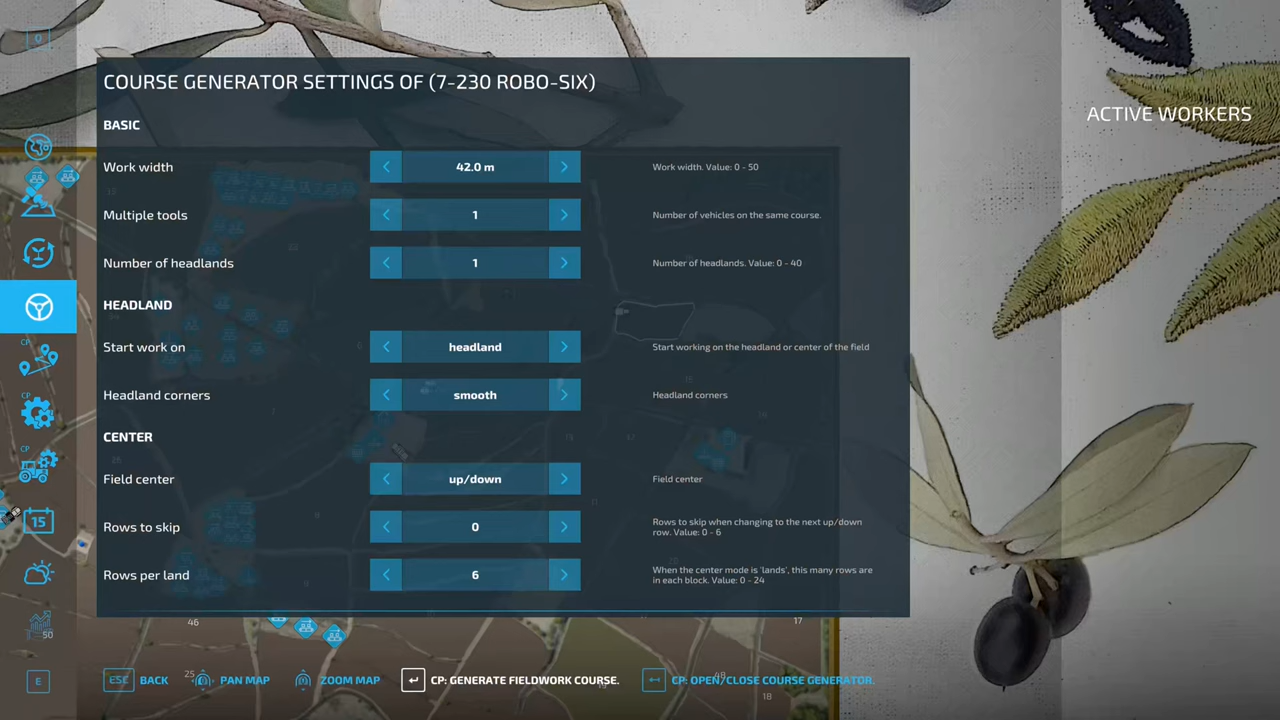 COURSE GENERATOR SETTINGS OF (7-230 ROBO-SIX)
ACTIVE WORKERS
BASIC
Work width
42.0 m
Work width. Value: 0 - 50
Multiple tools
1
Number of vehicles on the same course.
Number of headlands
1
Number of headlands. Value: 0 - 40
HEADLAND
Start work on
headland
Start working on the headland or center of the field
Headland corners
smooth
Headland corners
CENTER
Field center
up/down
Field center
Rows to skip
0
Rows to skip when changing to the next up/down
row. Value: 0 - 6
Rows per land
6
When the center mode is 'lands', this many rows are
in each block. Value: 0 - 24
Q
CP
CP
CP
15
50
E
46
17
25
18
ESC
BACK
PAN MAP
ZOOM MAP
CP: GENERATE FIELDWORK COURSE.
CP: OPEN/CLOSE COURSE GENERATOR.